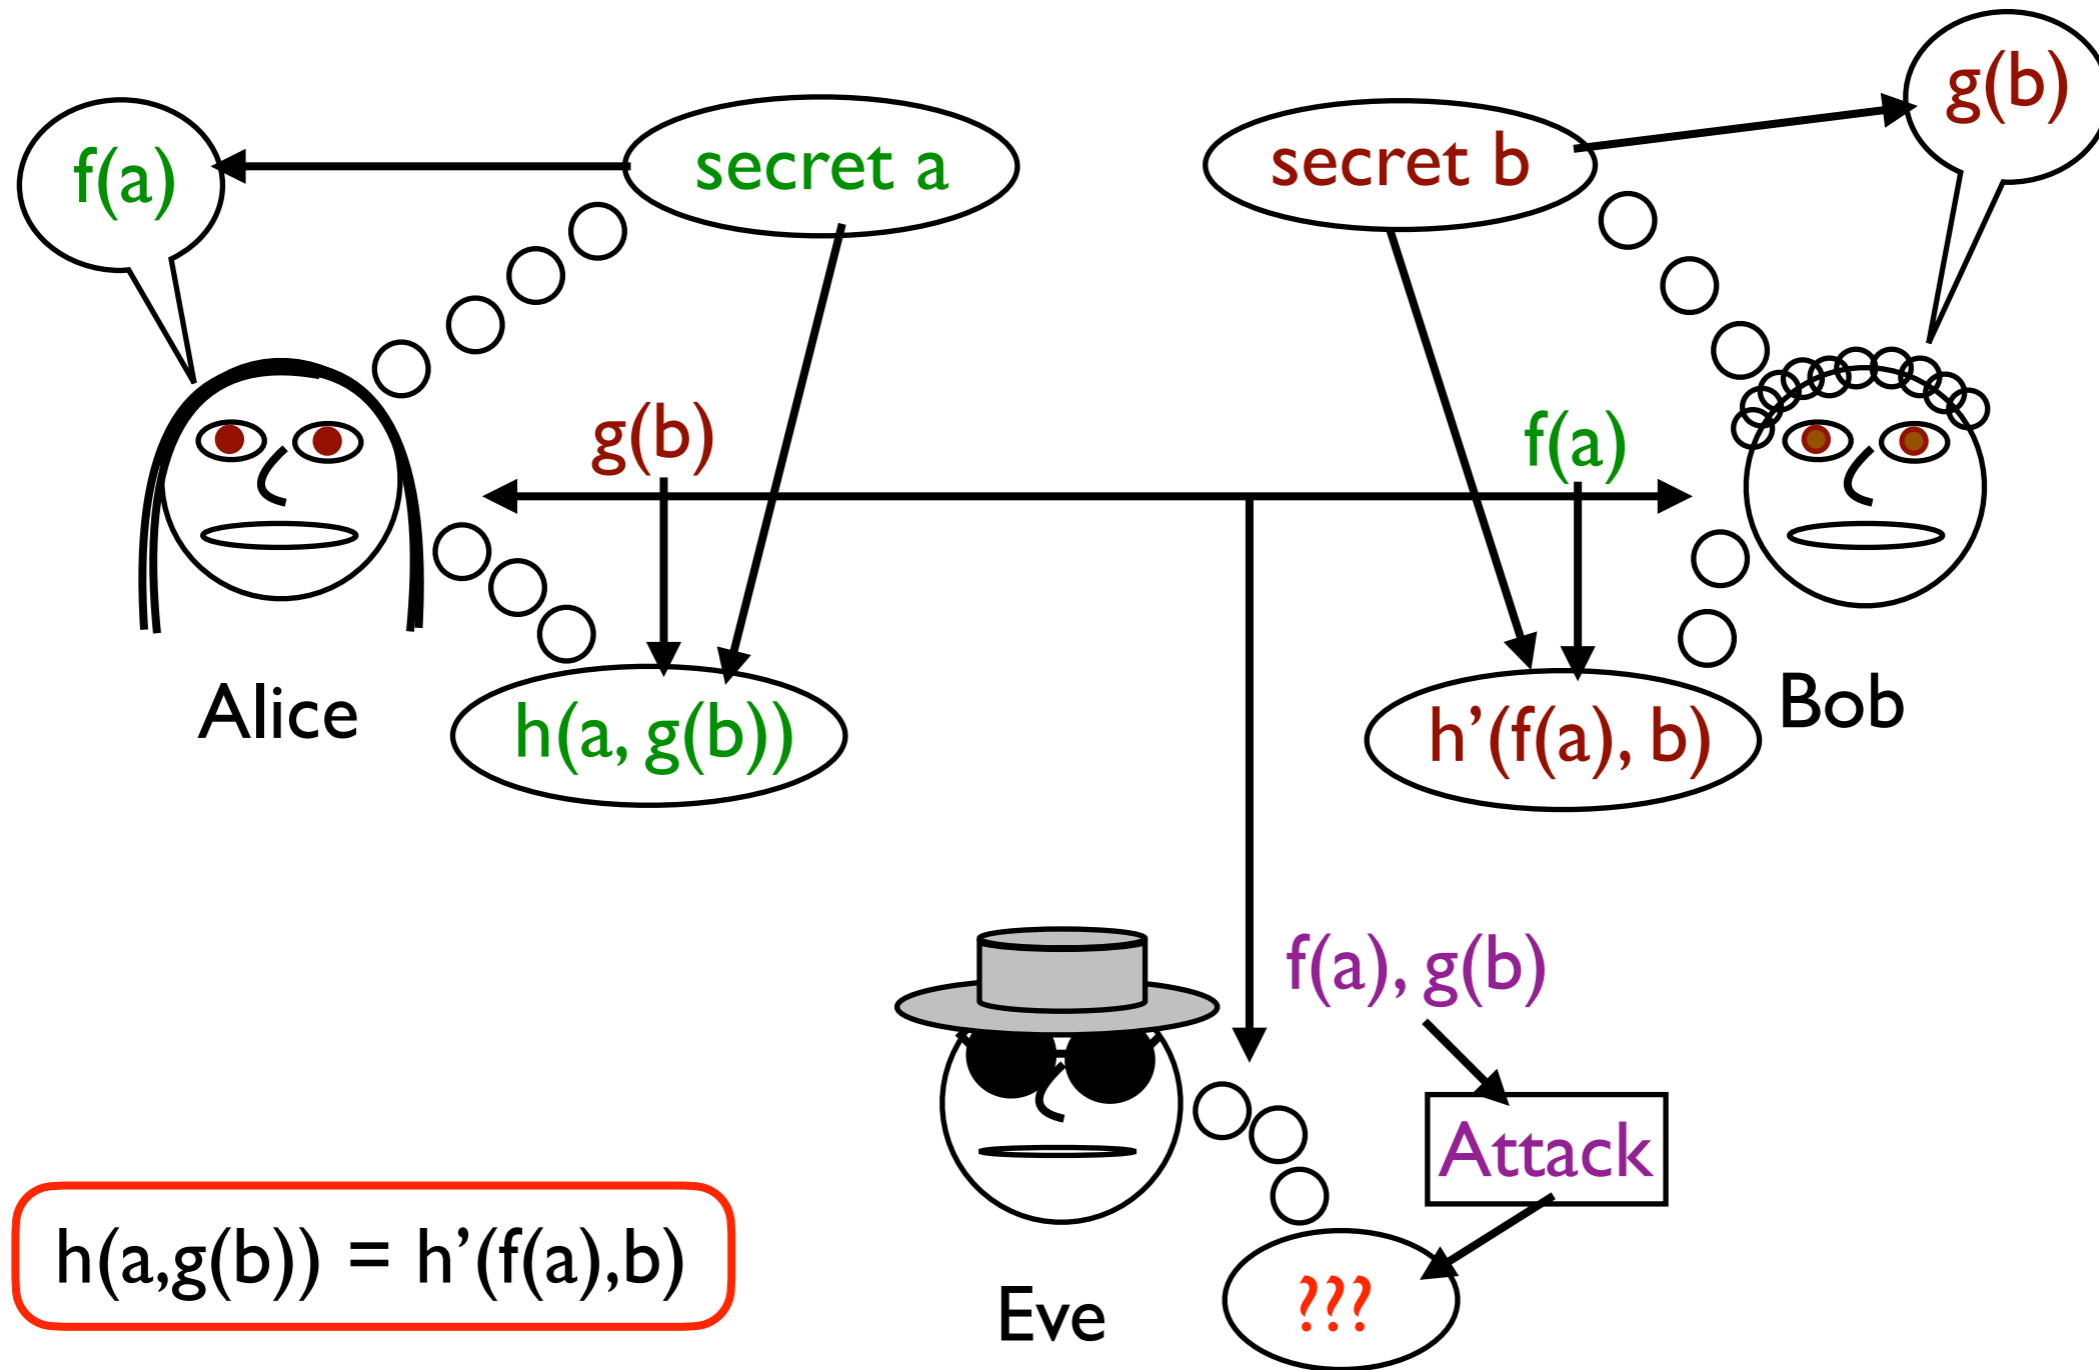 g(b)
f(a)
secret a
secret b
g(b)
f(a)
Alice
h(a, g(b))
h’(f(a), b)
Bob
f(a), g(b)
Attack
h(a,g(b)) = h’(f(a),b)
Eve
???